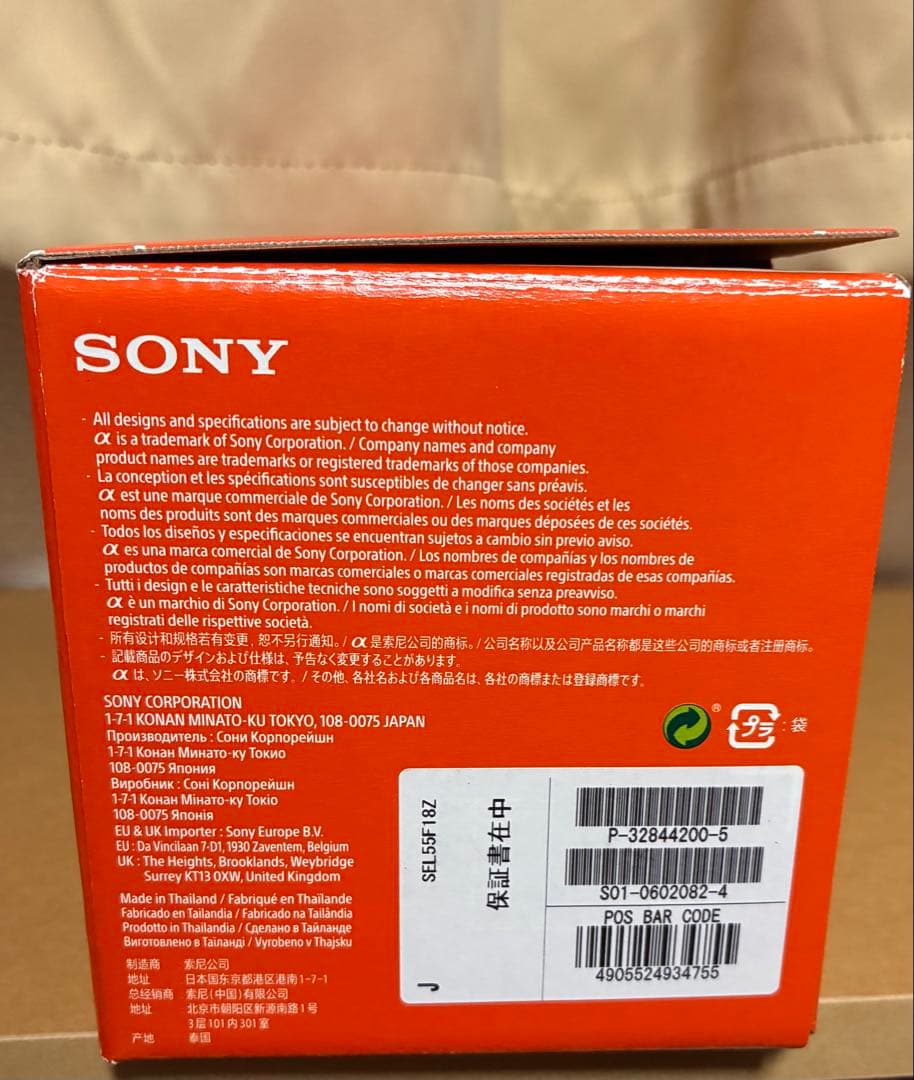 SONY
- All designs and specifications are subject to change without notice.
α is a trademark of Sony Corporation. / Company names and company
product names are trademarks or registered trademarks of those companies.
- La conception et les spécifications sont susceptibles de changer sans préavis.
α est une marque commerciale de Sony Corporation. / Les noms des sociétés et les
noms des produits sont des marques commerciales ou des marques déposées de ces sociétés.
- Todos los diseños y especificaciones se encuentran sujetos a cambio sin previo aviso.
α es una marca comercial de Sony Corporation. / Los nombres de compañías y los nombres de
productos de compañías son marcas comerciales o marcas comerciales registradas de esas compañías.
- Tutti i design e le caratteristiche tecniche sono soggetti a modifica senza preavviso.
α è un marchio di Sony Corporation. / I nomi di società e i nomi di prodotto sono marchi o marchi
registrati delle rispettive società.
- 所有设计和规格若有变更，恕不另行通知。/ α 是索尼公司的商标。/ 公司名称以及公司产品名称都是这些公司的商标或者注册商标。
- 記載商品のデザインおよび仕様は、予告なく変更することがあります。
α は、ソニー株式会社の商標です。/ その他、各社名および各商品名は、各社の商標または登録商標です。
SONY CORPORATION
1-7-1 KONAN MINATO-KU TOKYO, 108-0075 JAPAN
Производитель : Сони Корпорейшн
1-7-1 Конан Минато-ку Токио
108-0075 Япония
Виробник : Соні Корпорейшн
1-7-1 Конан Мінато-ку Токіо
108-0075 Японія
EU & UK Importer : Sony Europe B.V.
EU : Da Vincilaan 7-D1, 1930 Zaventem, Belgium
UK : The Heights, Brooklands, Weybridge
Surrey KT13 0XW, United Kingdom
Made in Thailand / Fabriqué en Thaïlande
Fabricado en Tailandia / Fabricado na Tailândia
Prodotto in Thailandia / Сделано в Таиланде
Виготовлено в Таїланді / Vyrobeno v Thajsku
制造商 索尼公司
地址 日本国东京都港区港南1-7-1
总经销商 索尼(中国)有限公司
地址 北京市朝阳区新源南路1号
3层101内301室
产地 泰国
®
プラ : 袋
SEL55F18Z
保証書在中
J
P-32844200-5
S01-0602082-4
POS BAR CODE
4905524934755